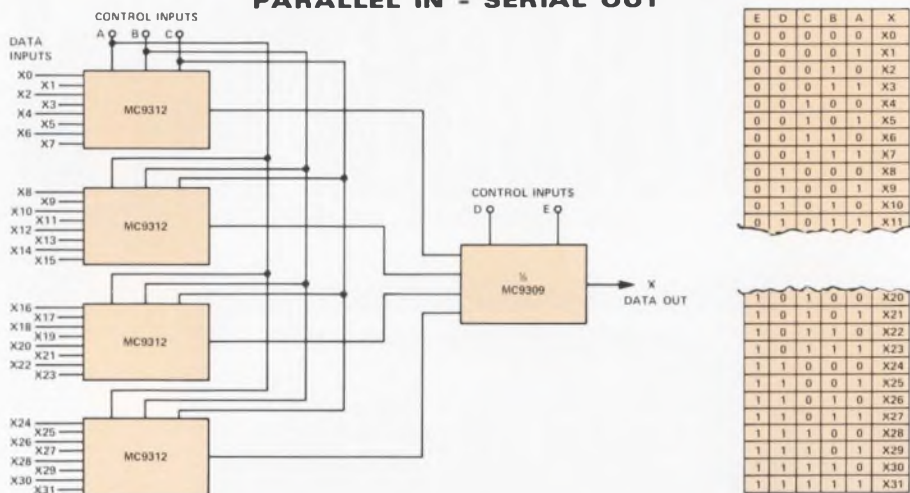 PARALLEL IN - SERIAL OUT
CONTROL INPUTS
A B C
DATA
INPUTS
X0
X1
X2
X3
X4
X5
X6
X7
MC9312
X8
X9
X10
X11
X12
X13
X14
X15
MC9312
X16
X17
X18
X19
X20
X21
X22
X23
MC9312
X24
X25
X26
X27
X28
X29
X30
X31
MC9312
CONTROL INPUTS
D E
½
MC9309
X
DATA OUT
E D C B A X
0 0 0 0 0 X0
0 0 0 0 1 X1
0 0 0 1 0 X2
0 0 0 1 1 X3
0 0 1 0 0 X4
0 0 1 0 1 X5
0 0 1 1 0 X6
0 0 1 1 1 X7
0 1 0 0 0 X8
0 1 0 0 1 X9
0 1 0 1 0 X10
0 1 0 1 1 X11
1 0 1 0 0 X20
1 0 1 0 1 X21
1 0 1 1 0 X22
1 0 1 1 1 X23
1 1 0 0 0 X24
1 1 0 0 1 X25
1 1 0 1 0 X26
1 1 0 1 1 X27
1 1 1 0 0 X28
1 1 1 0 1 X29
1 1 1 1 0 X30
1 1 1 1 1 X31